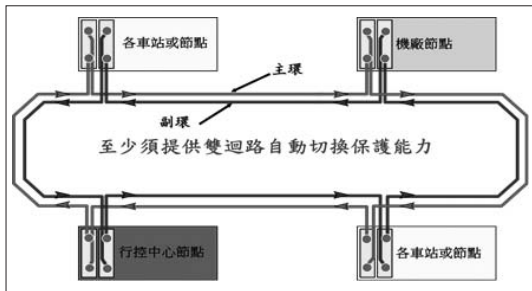 各車站或節點
機廠節點
主環
副環
至少須提供雙迴路自動切換保護能力
行控中心節點
各車站或節點